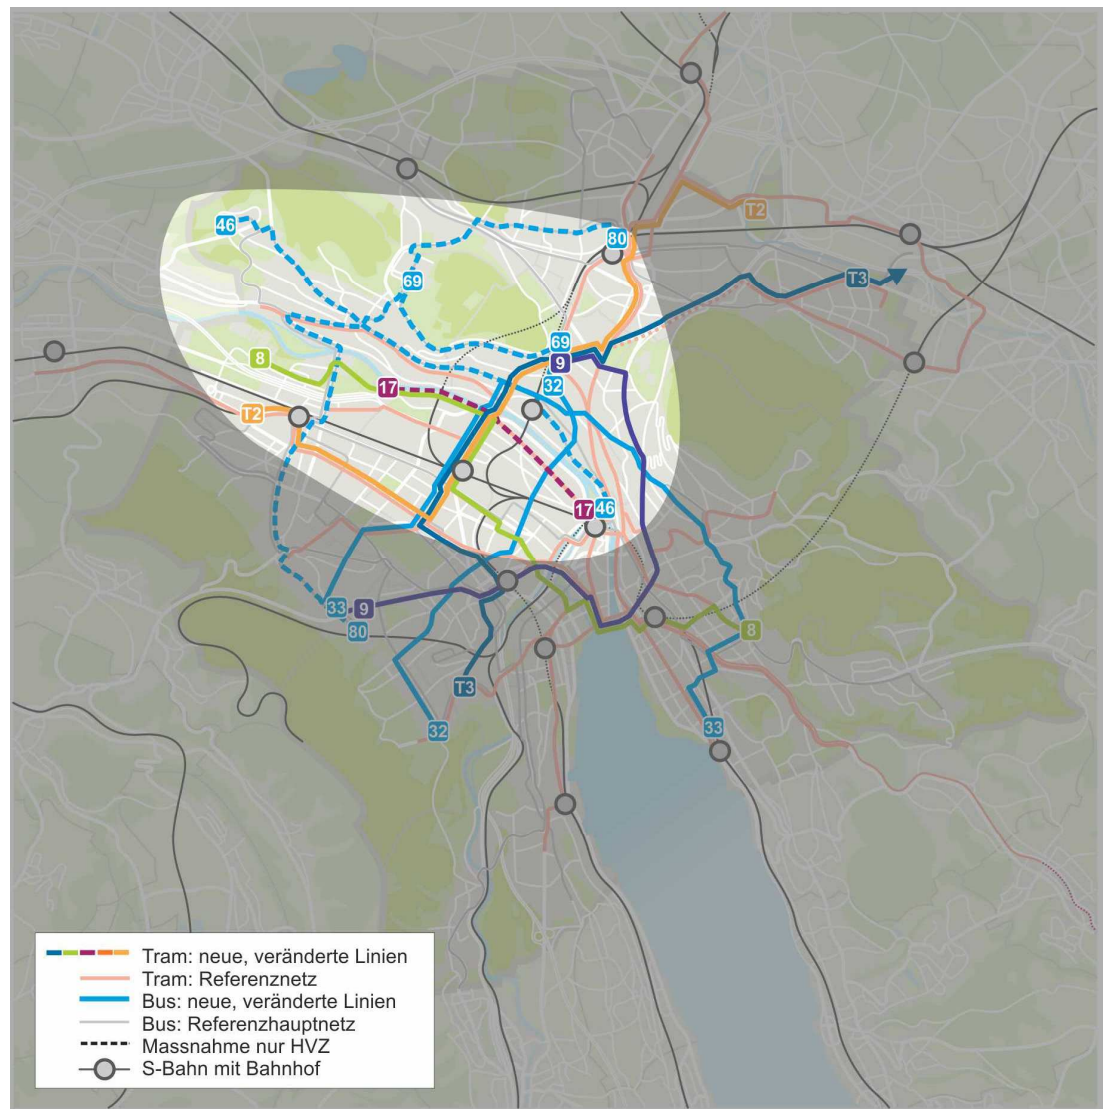 T2
46
80
T3
69
69
9
8
32
17
T2
17
46
33
9
80
8
T3
32
33
Tram: neue, veränderte Linien
Tram: Referenznetz
Bus: neue, veränderte Linien
Bus: Referenzhauptnetz
Massnahme nur HVZ
S-Bahn mit Bahnhof